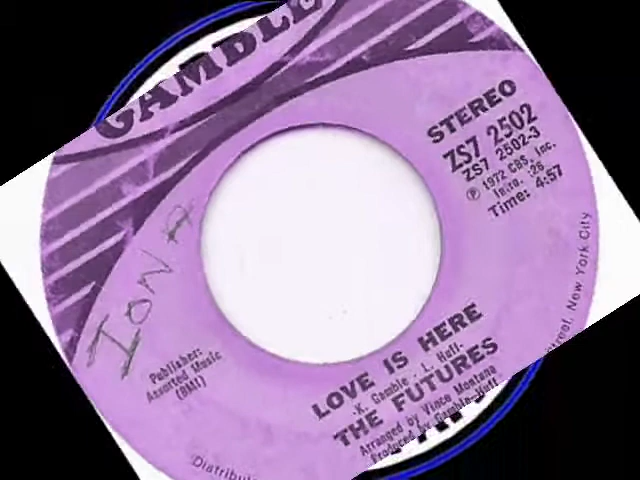 GAMBLE
STEREO
ZS7 2502
ZS7 2502-3
℗ 1972 CBS, Inc.
Intro. :26
Time: 4:57
IONA
Publisher:
Assorted Music
(BMI)
LOVE IS HERE
-K. Gamble - L. Huff-
THE FUTURES
Arranged by Vince Montana
Produced by Gamble-Huff
Street, New York City